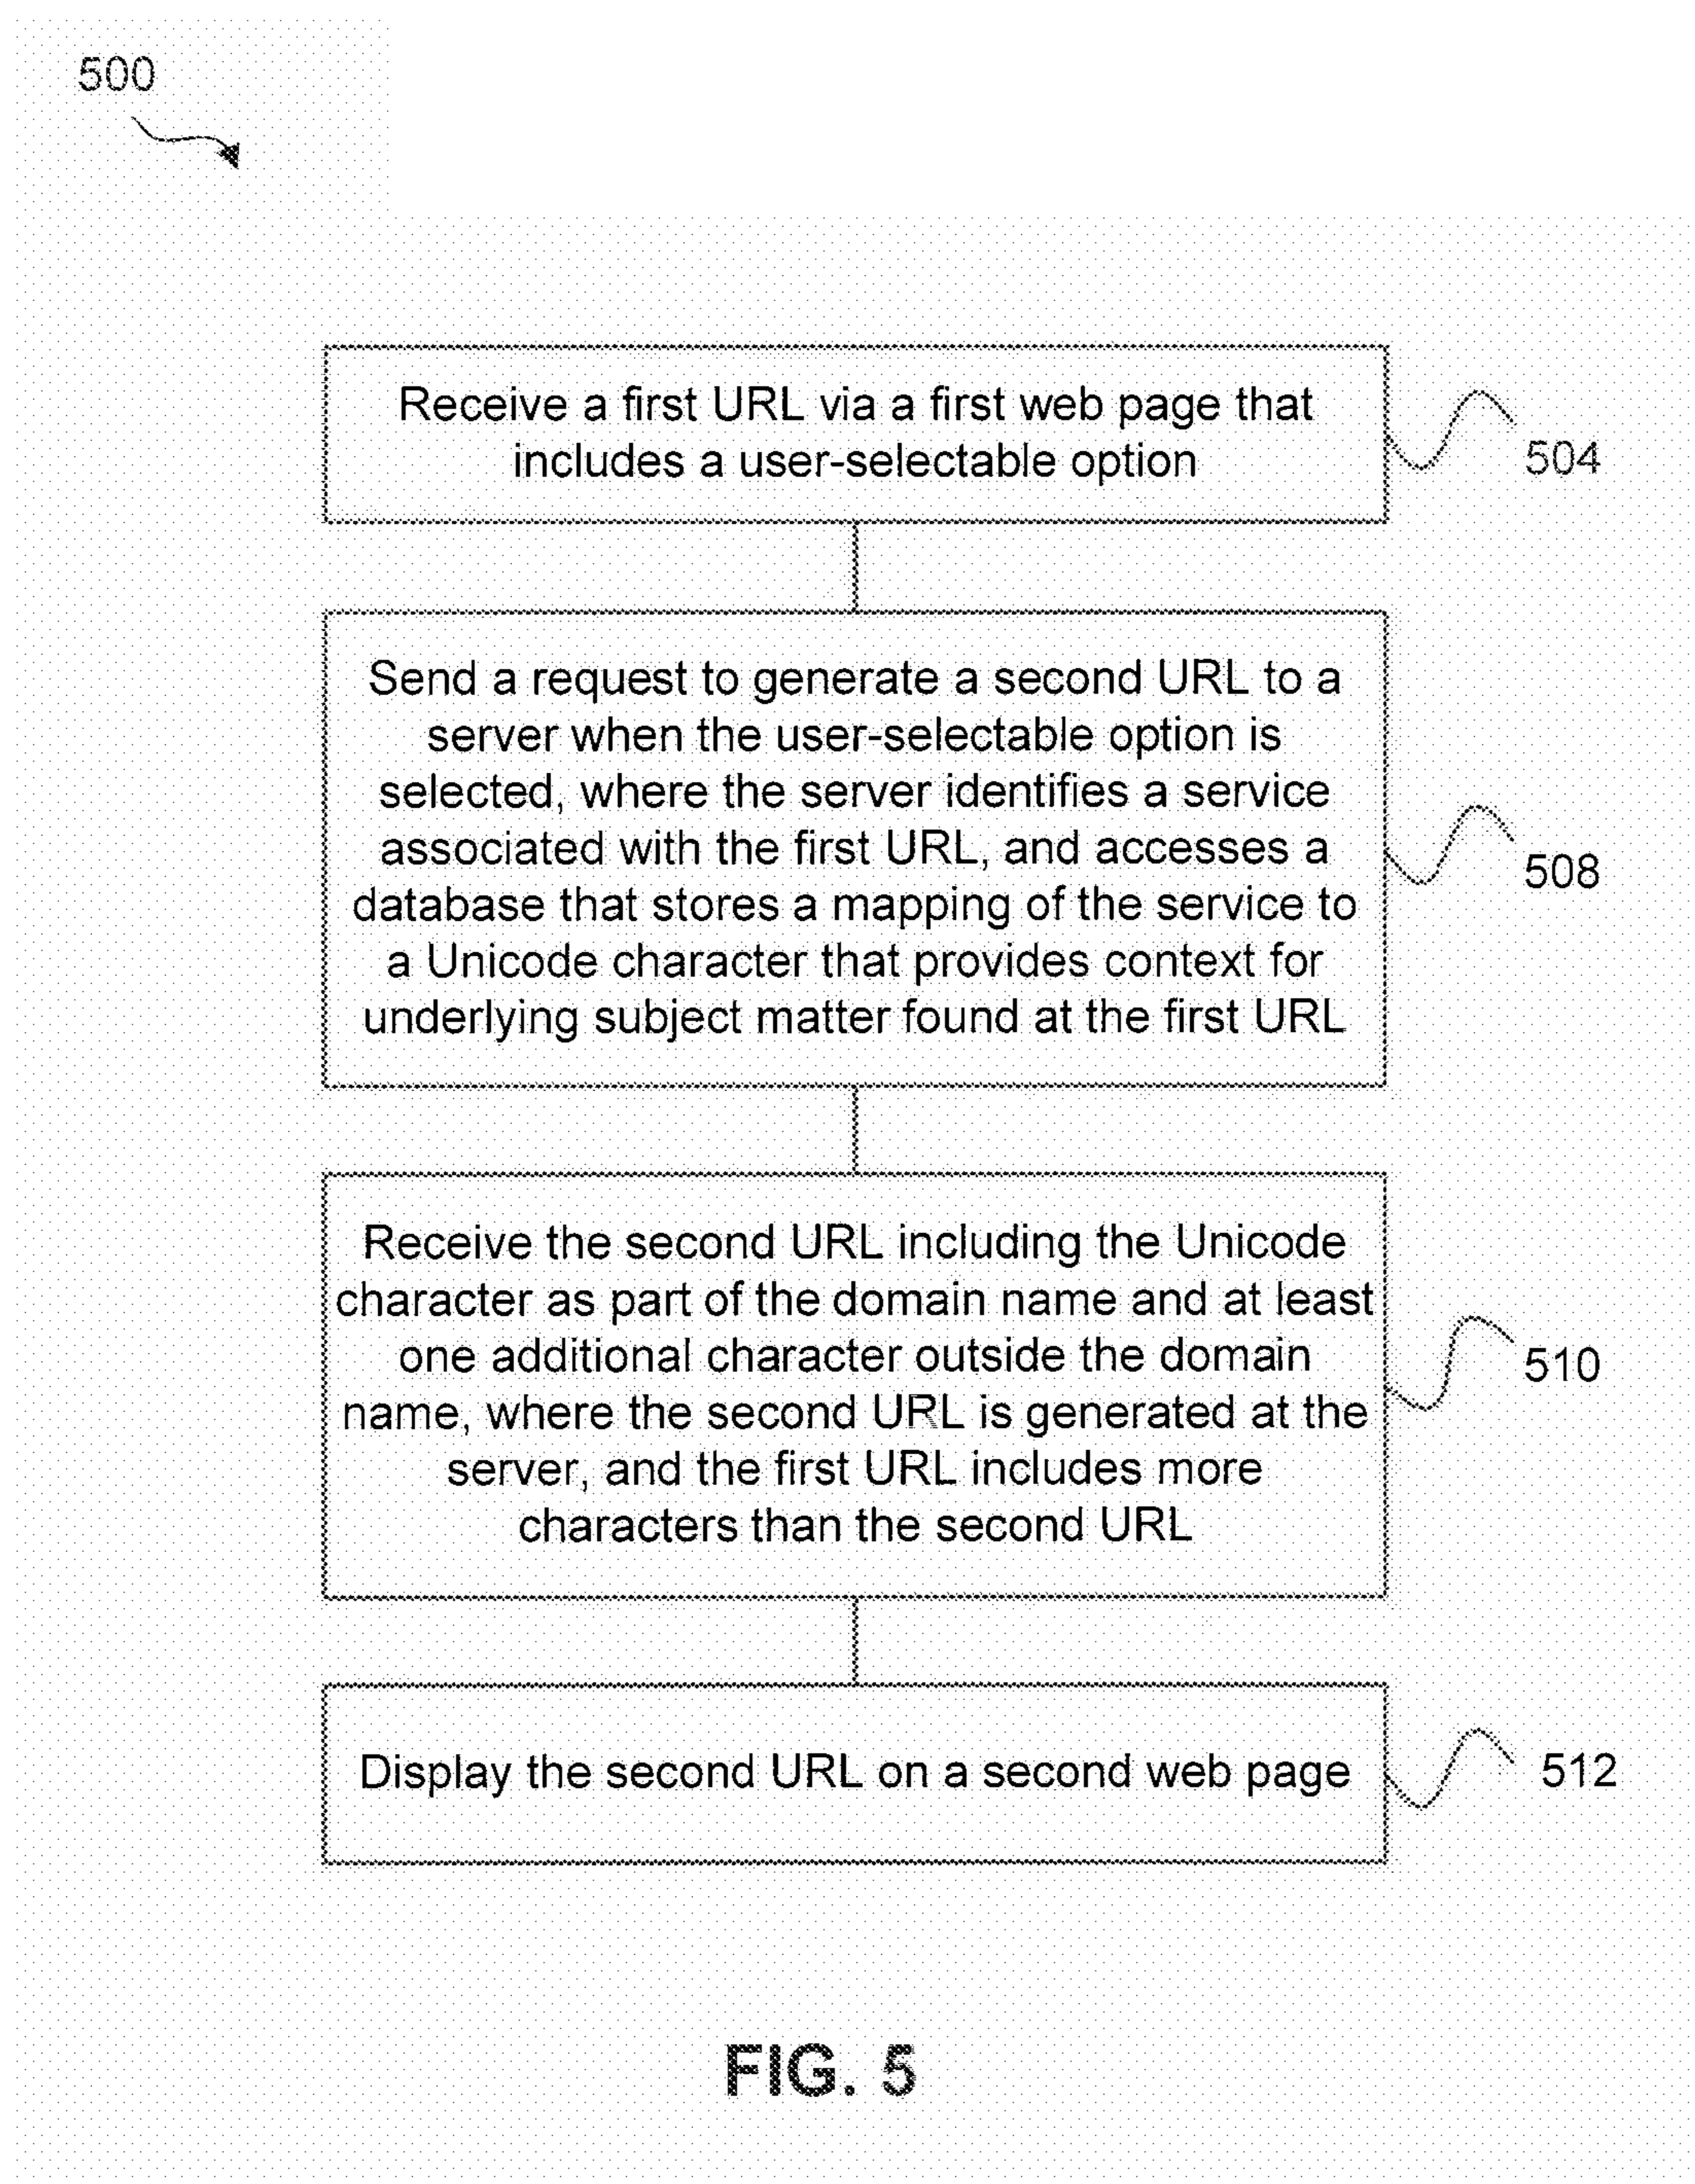 500
Receive a first URL via a first web page that
includes a user-selectable option
504
Send a request to generate a second URL to a
server when the user-selectable option is
selected, where the server identifies a service
associated with the first URL, and accesses a
database that stores a mapping of the service to
a Unicode character that provides context for
underlying subject matter found at the first URL
508
Receive the second URL including the Unicode
character as part of the domain name and at least
one additional character outside the domain
name, where the second URL is generated at the
server, and the first URL includes more
characters than the second URL
510
Display the second URL on a second web page
512
FIG. 5